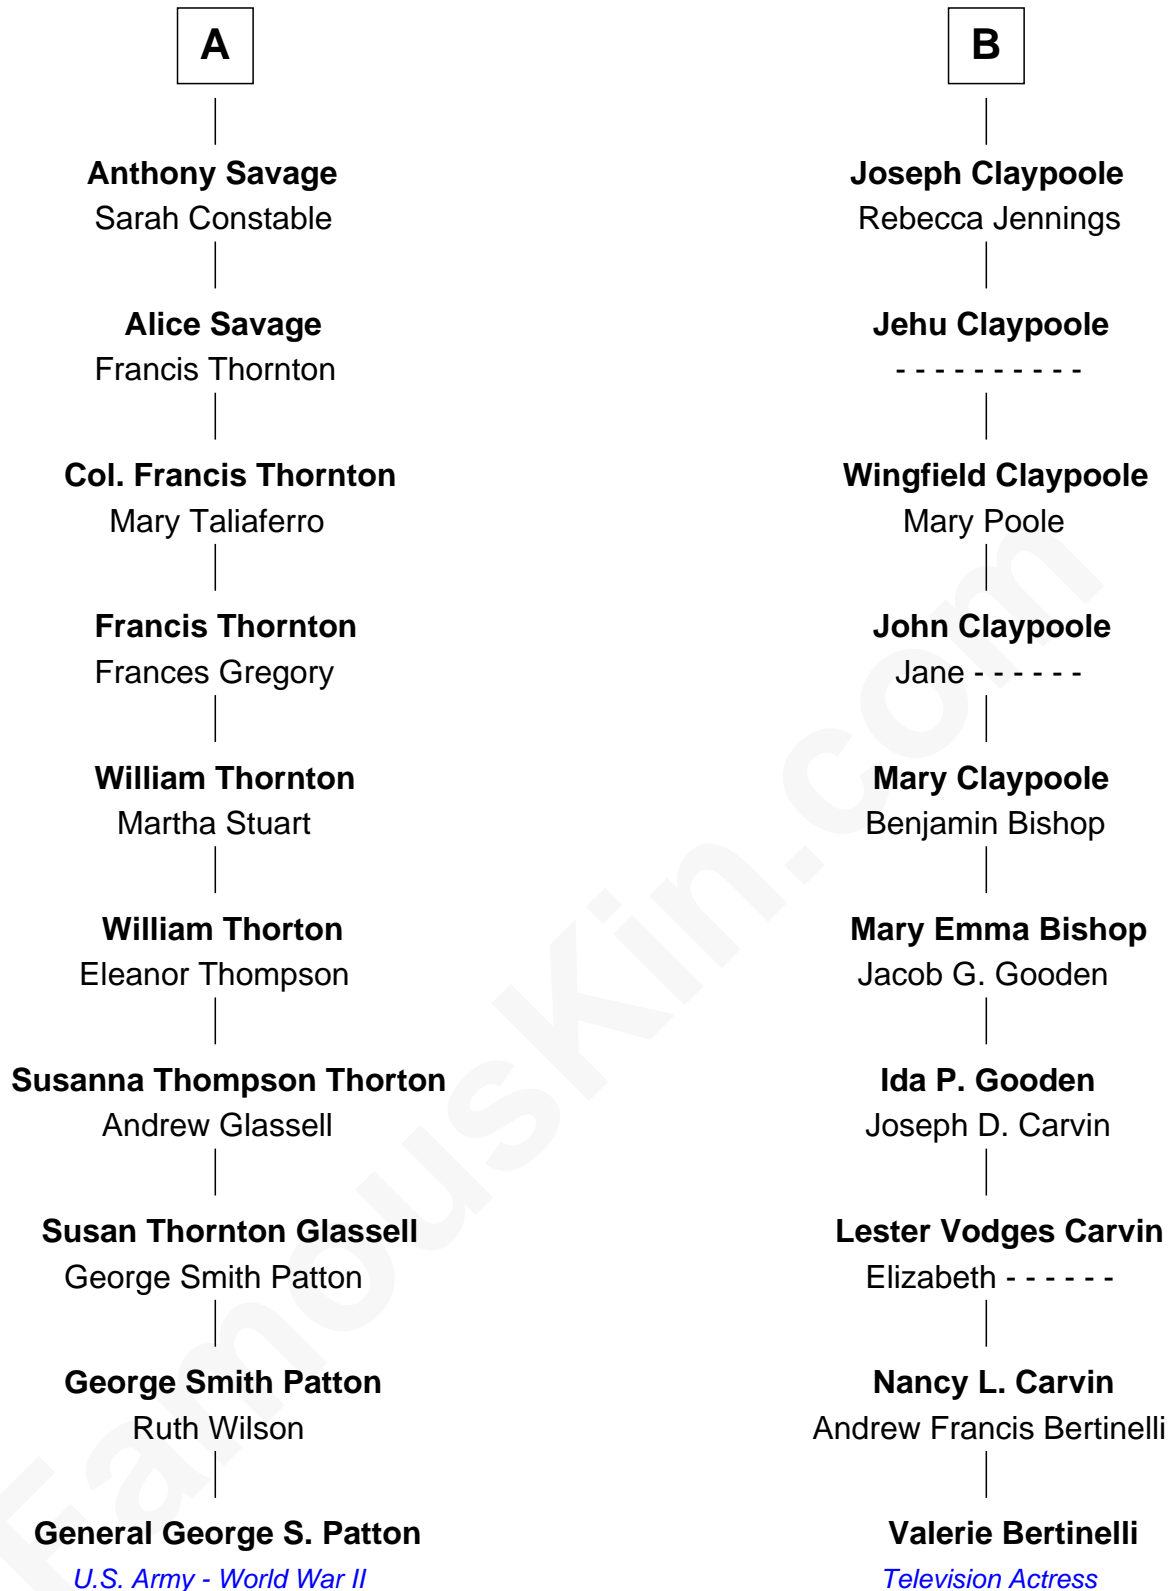 A
Anthony Savage
Sarah Constable
Alice Savage
Francis Thornton
Col. Francis Thornton
Mary Taliaferro
Francis Thornton
Frances Gregory
William Thornton
Martha Stuart
William Thorton
Eleanor Thompson
Susanna Thompson Thorton
Andrew Glassell
Susan Thornton Glassell
George Smith Patton
George Smith Patton
Ruth Wilson
General George S. Patton
U.S. Army - World War II
B
Joseph Claypoole
Rebecca Jennings
Jehu Claypoole
- - - - - - - - - -
Wingfield Claypoole
Mary Poole
John Claypoole
Jane - - - - - -
Mary Claypoole
Benjamin Bishop
Mary Emma Bishop
Jacob G. Gooden
Ida P. Gooden
Joseph D. Carvin
Lester Vodges Carvin
Elizabeth - - - - - -
Nancy L. Carvin
Andrew Francis Bertinelli
Valerie Bertinelli
Television Actress
FamousKin.com